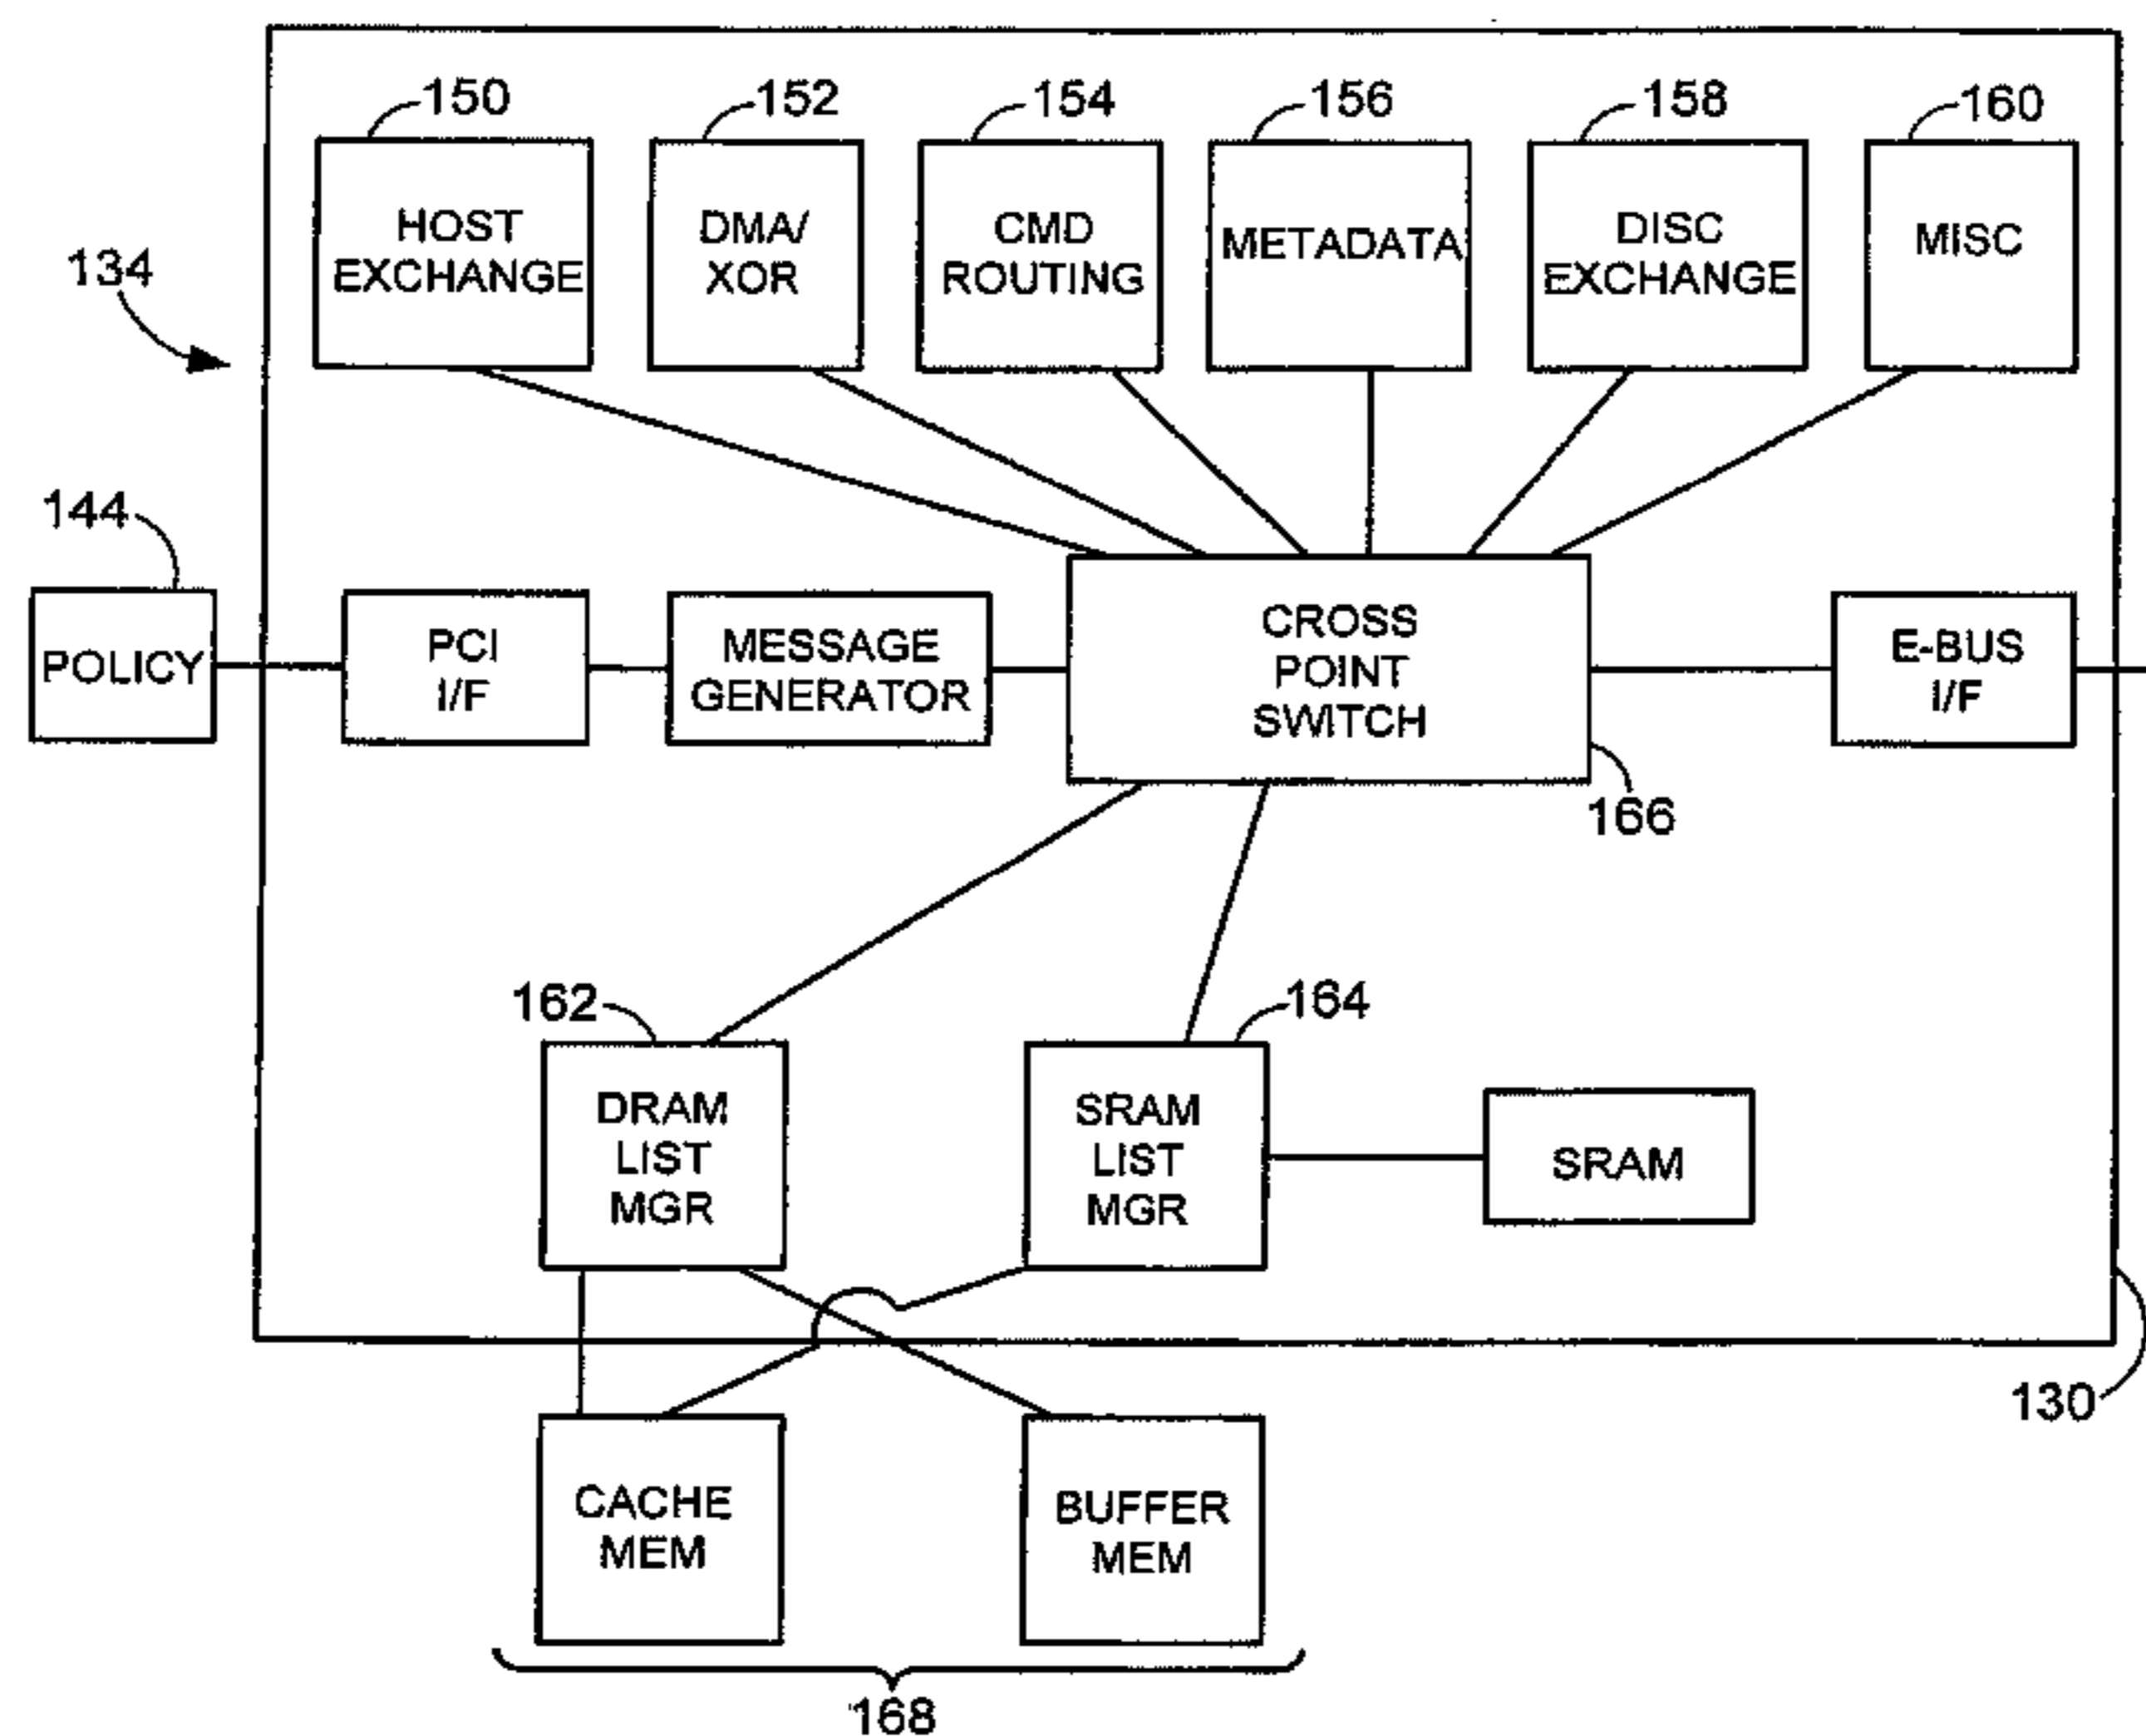 150
152
154
156
158
160
134
HOST
EXCHANGE
DMA/
XOR
CMD
ROUTING
METADATA
DISC
EXCHANGE
MISC
144
POLICY
PCI
I/F
MESSAGE
GENERATOR
CROSS
POINT
SWITCH
E-BUS
I/F
166
162
164
DRAM
LIST
MGR
SRAM
LIST
MGR
SRAM
130
CACHE
MEM
BUFFER
MEM
168